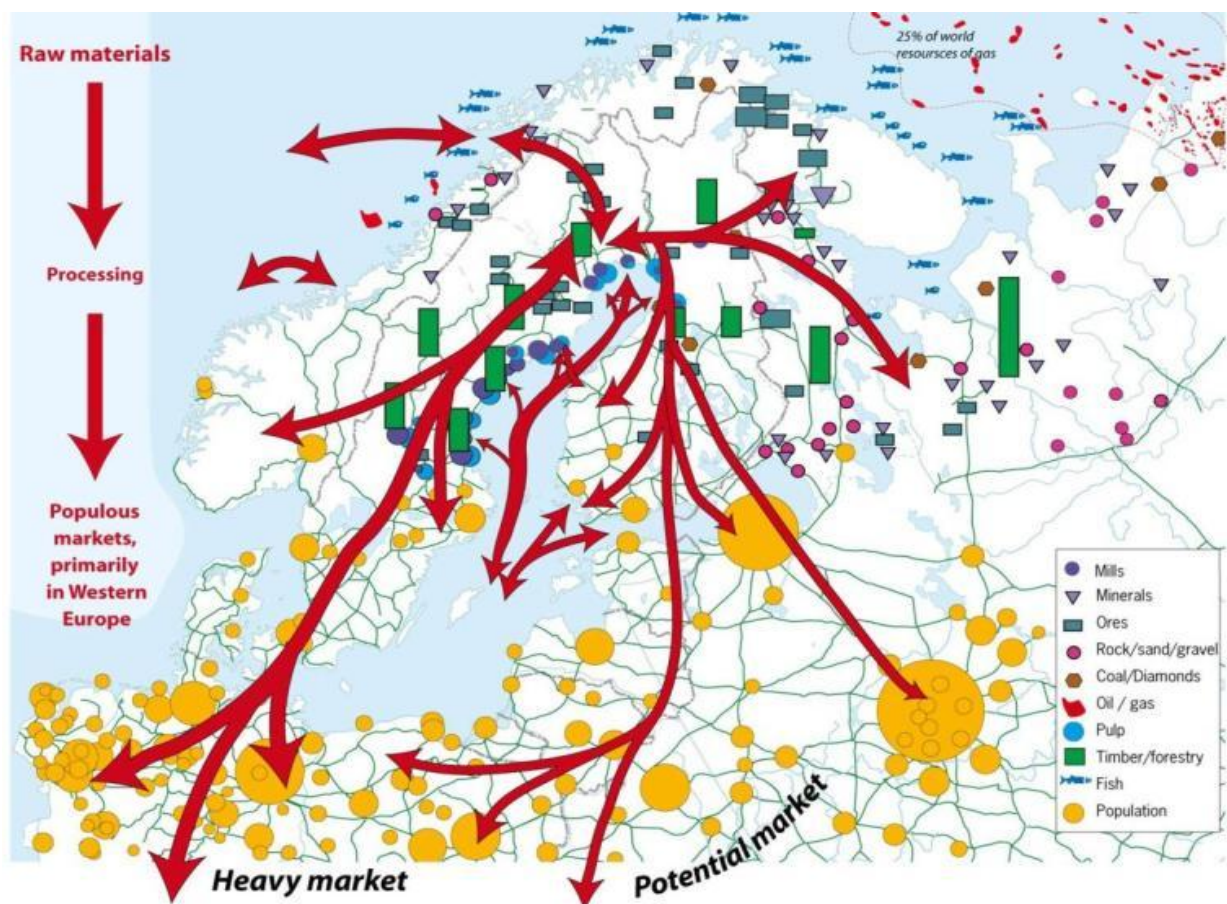 Raw materials
Processing
Populous
markets,
primarily
in Western
Europe
25% of world
resoursces of gas
Mills
Minerals
Ores
Rock/sand/gravel
Coal/Diamonds
Oil / gas
Pulp
Timber/forestry
Fish
Population
Heavy market
Potential market